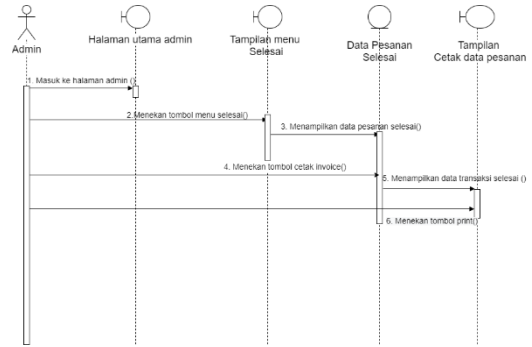 Admin
Halaman utama admin
Tampilan menu
Selesai
Data Pesanan
Selesai
Tampilan
Cetak data pesanan
1. Masuk ke halaman admin ()
2.Menekan tombol menu selesai()
3. Menampilkan data pesanan selesai()
4. Menekan tombol cetak invoice()
5. Menampilkan data transaksi selesai ()
6. Menekan tombol print()